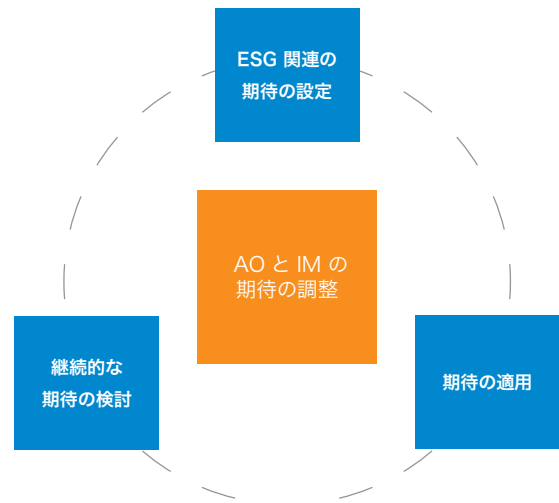 ESG 関連の
期待の設定
AO と IM の
期待の調整
継続的な
期待の検討
期待の適用